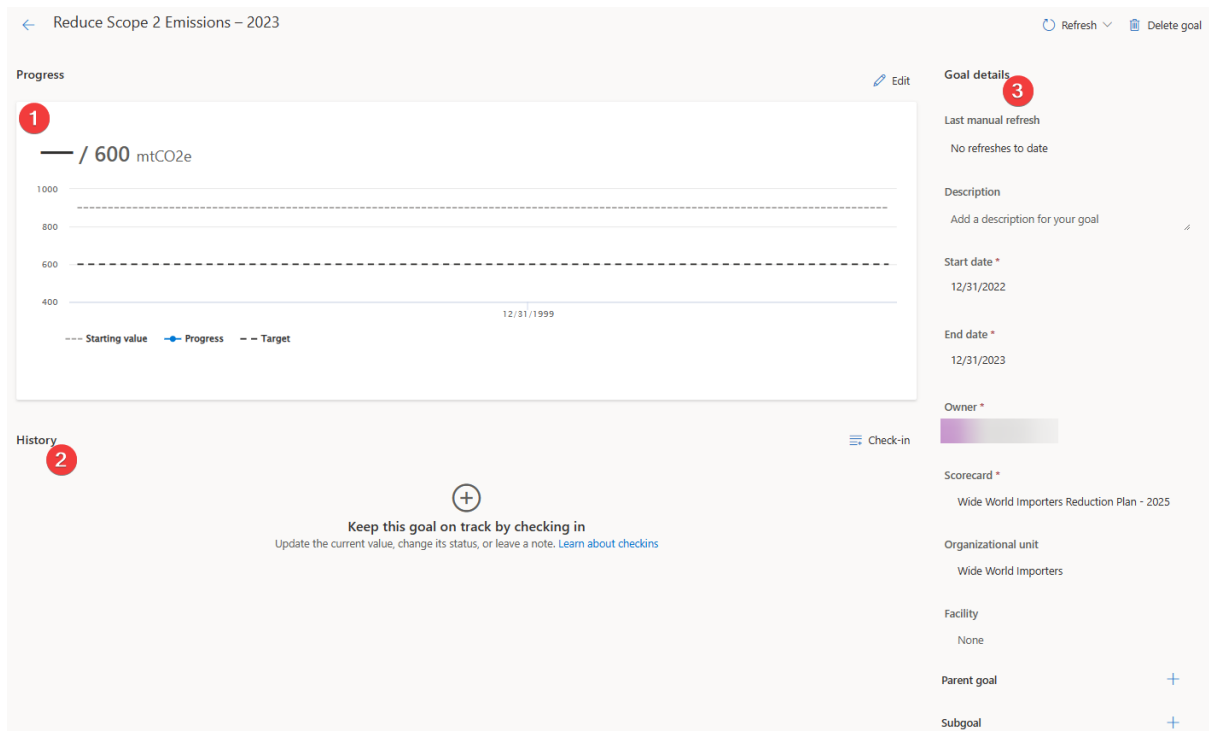 Reduce Scope 2 Emissions – 2023
Refresh
Delete goal
Progress
Edit
1
— / 600 mtCO2e
1000
800
600
400
12/31/1999
Starting value
Progress
Target
History
2
Check-in
Keep this goal on track by checking in
Update the current value, change its status, or leave a note. Learn about checkins
Goal details
3
Last manual refresh
No refreshes to date
Description
Add a description for your goal
Start date *
12/31/2022
End date *
12/31/2023
Owner *
Scorecard *
Wide World Importers Reduction Plan - 2025
Organizational unit
Wide World Importers
Facility
None
Parent goal
Subgoal